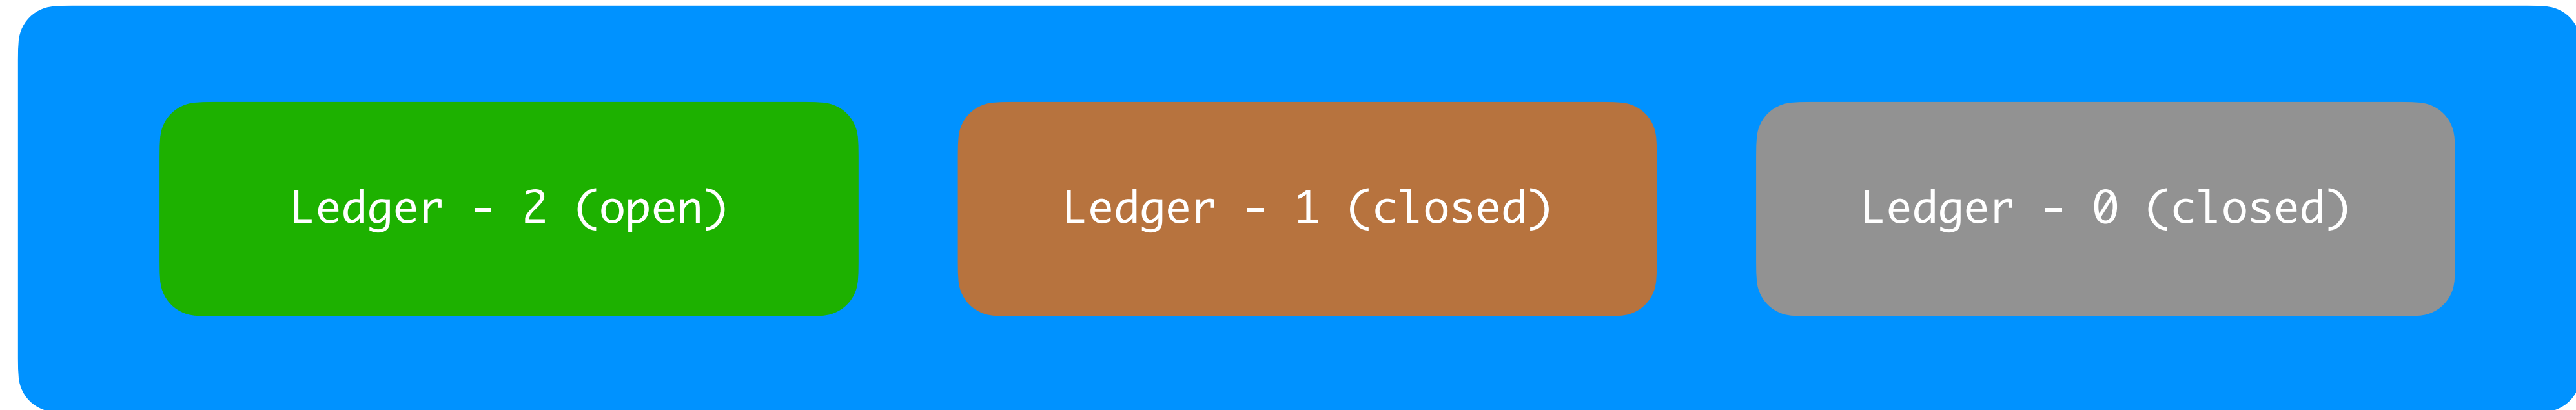 Ledger - 2 (open)
Ledger - 1 (closed)
Ledger - 0 (closed)